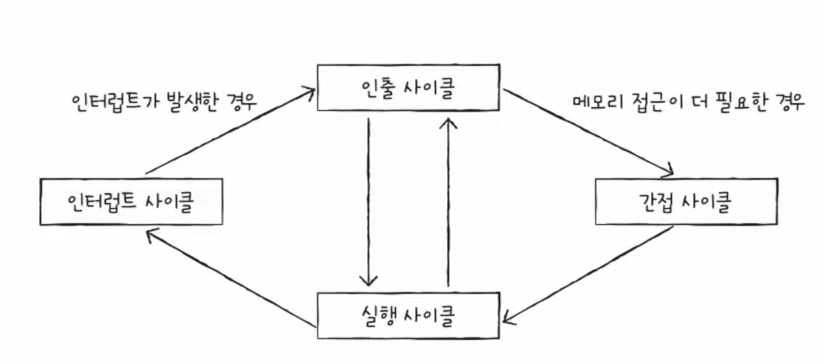 인출 사이클
인터럽트가 발생한 경우
메모리 접근이 더 필요한 경우
인터럽트 사이클
간접 사이클
실행 사이클